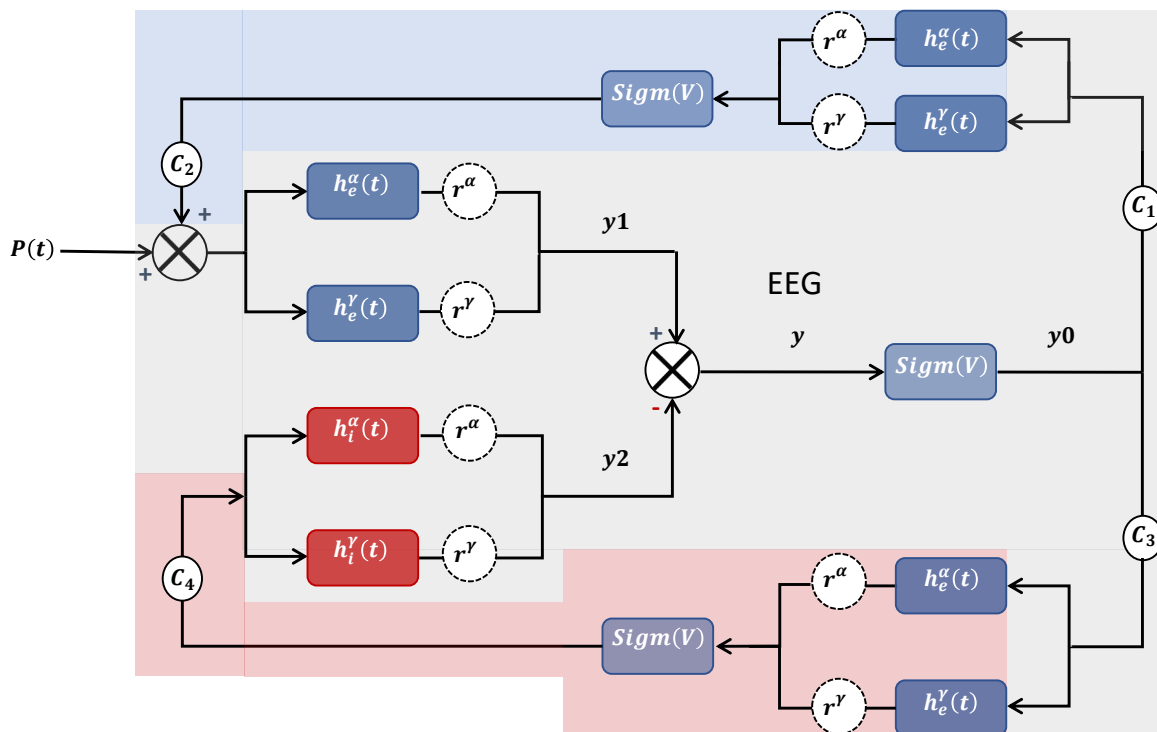 r^α
h_e^α(t)
Sigm(V)
r^γ
h_e^γ(t)
C_2
h_e^α(t)
r^α
C_1
+
y1
P(t)
+
EEG
h_e^γ(t)
r^γ
+
y
y0
Sigm(V)
-
h_i^α(t)
r^α
y2
h_i^γ(t)
r^γ
C_3
C_4
r^α
h_e^α(t)
Sigm(V)
r^γ
h_e^γ(t)